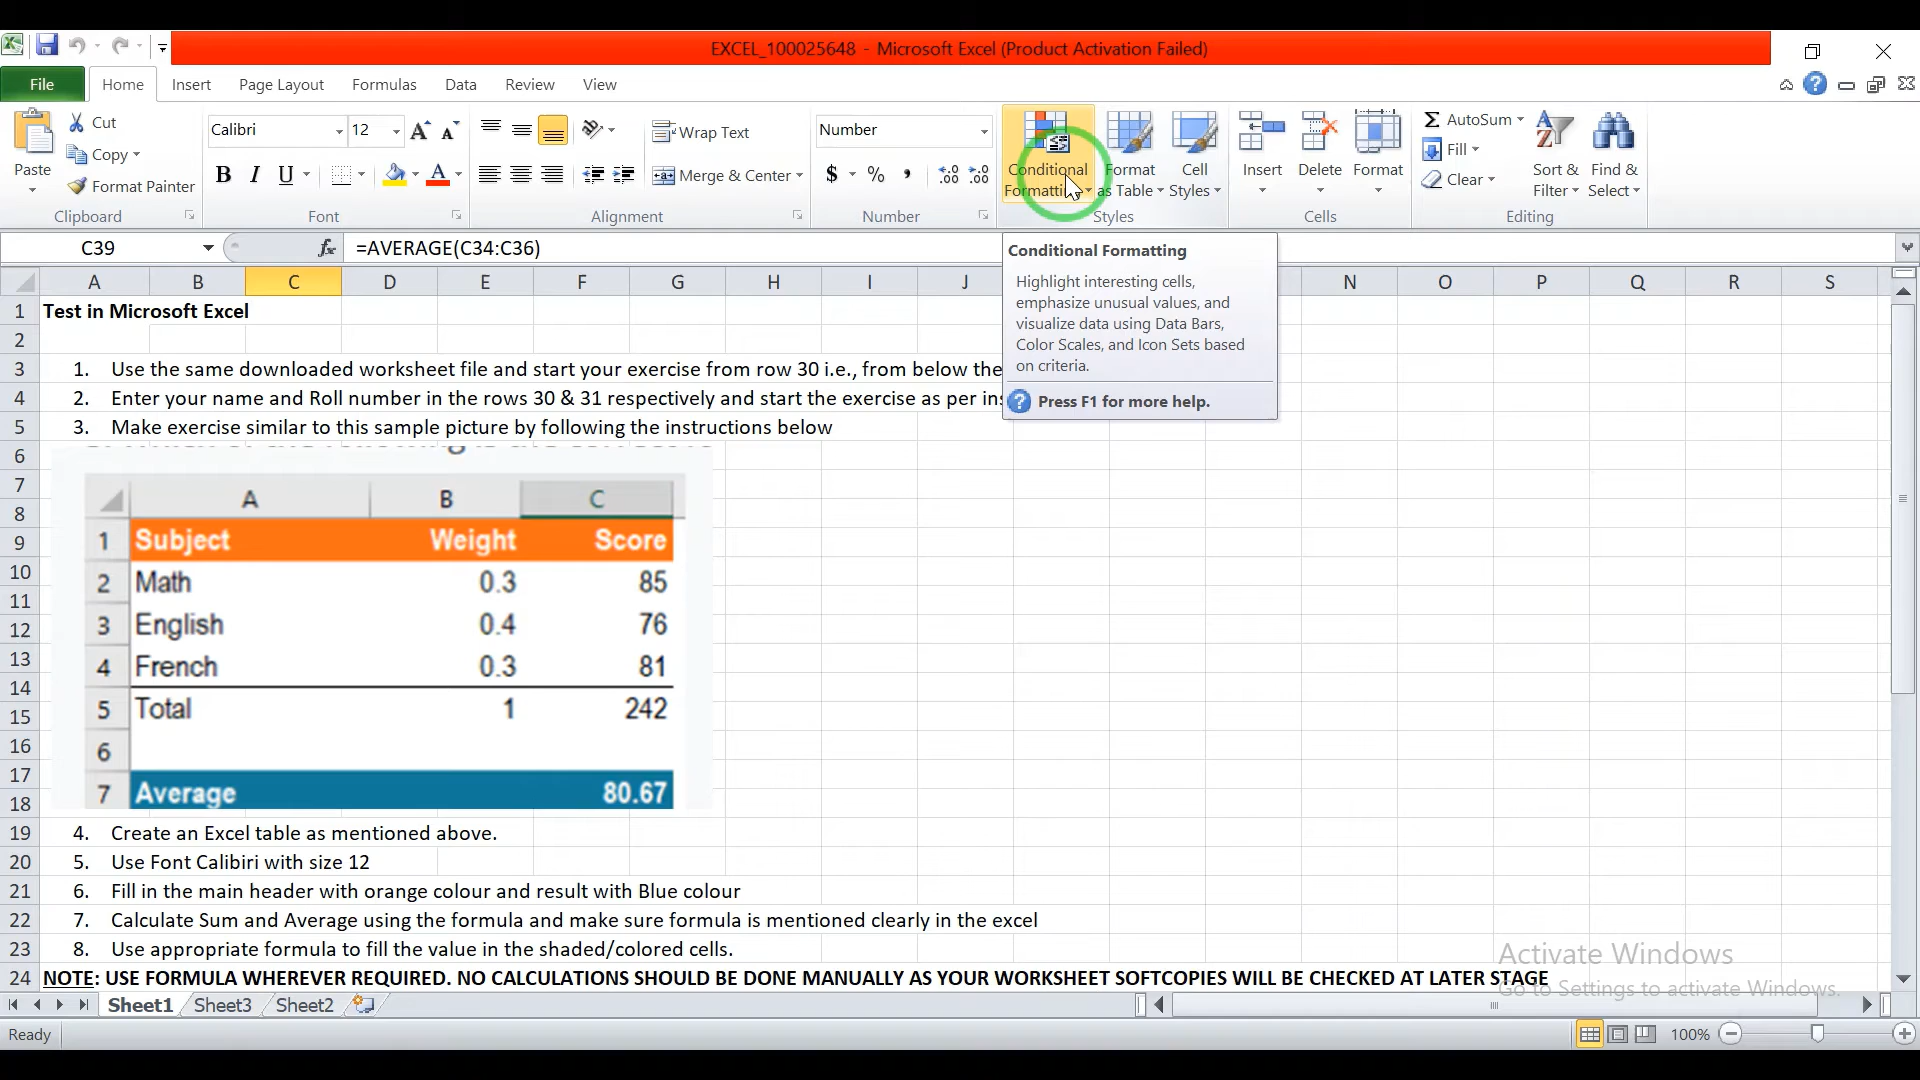 EXCEL_100025648 - Microsoft Excel (Product Activation Failed)
File Home Insert Page Layout Formulas Data Review View
Paste
Cut
Copy
Format Painter
Clipboard
Calibri 12
B I U A
Font
Wrap Text
Merge & Center
Alignment
Number
$ % ,
Number
Conditional Formatting
Format as Table
Cell Styles
Styles
Insert
Delete
Format
Cells
Σ AutoSum
Fill
Clear
Sort & Filter
Find & Select
Editing
C39 fx =AVERAGE(C34:C36)
Conditional Formatting
Highlight interesting cells,
emphasize unusual values, and
visualize data using Data Bars,
Color Scales, and Icon Sets based
on criteria.
Press F1 for more help.
A B C D E F G H I J N O P Q R S
1 Test in Microsoft Excel
2
3 1. Use the same downloaded worksheet file and start your exercise from row 30 i.e., from below the
4 2. Enter your name and Roll number in the rows 30 & 31 respectively and start the exercise as per ins
5 3. Make exercise similar to this sample picture by following the instructions below
6
7
8
9
10
11
12
13
14
15
16
17
18
A B C
1 Subject Weight Score
2 Math 0.3 85
3 English 0.4 76
4 French 0.3 81
5 Total 1 242
6
7 Average 80.67
19 4. Create an Excel table as mentioned above.
20 5. Use Font Calibiri with size 12
21 6. Fill in the main header with orange colour and result with Blue colour
22 7. Calculate Sum and Average using the formula and make sure formula is mentioned clearly in the excel
23 8. Use appropriate formula to fill the value in the shaded/colored cells.
24 NOTE: USE FORMULA WHEREVER REQUIRED. NO CALCULATIONS SHOULD BE DONE MANUALLY AS YOUR WORKSHEET SOFTCOPIES WILL BE CHECKED AT LATER STAGE
Activate Windows
Go to Settings to activate Windows.
Sheet1 Sheet3 Sheet2
Ready 100%